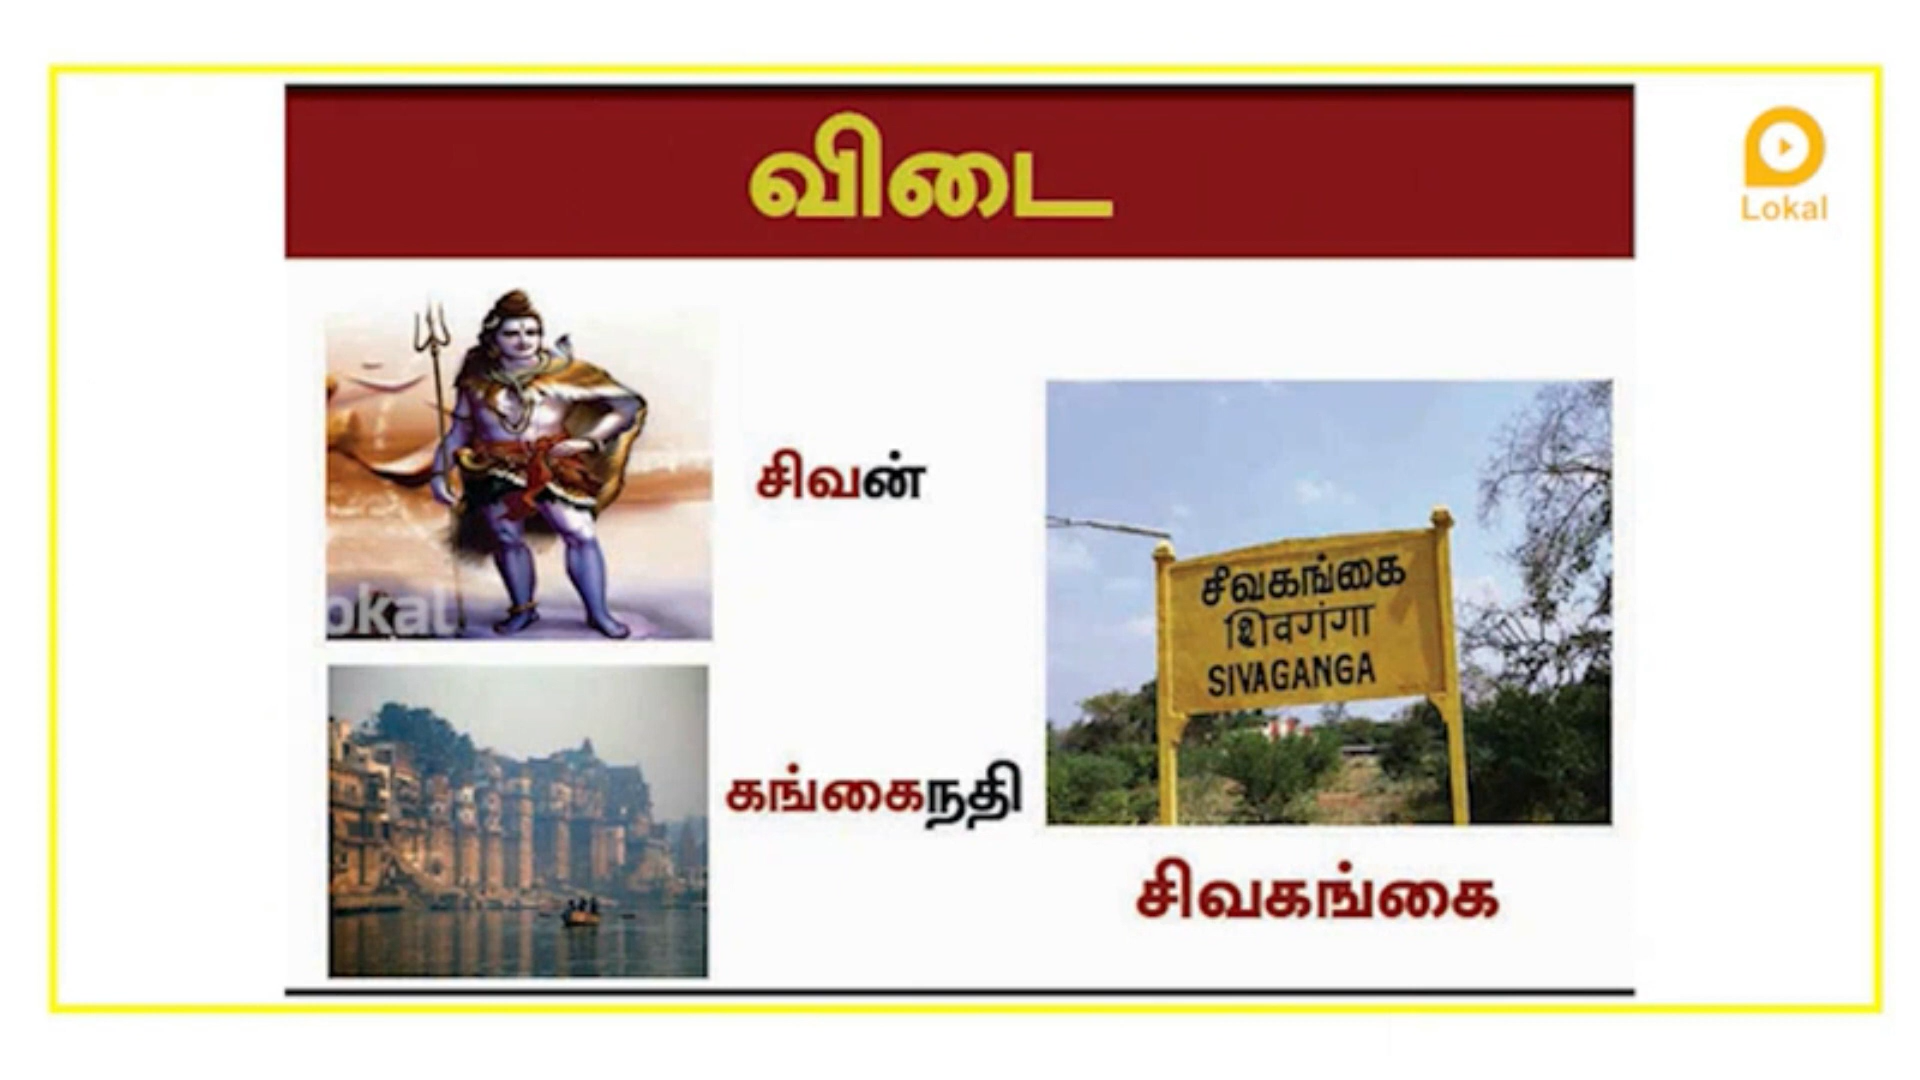 விடை
Lokal
சிவன்
okal
சிவகங்கை
शिवगंगा
SIVAGANGA
கங்கைநதி
சிவகங்கை